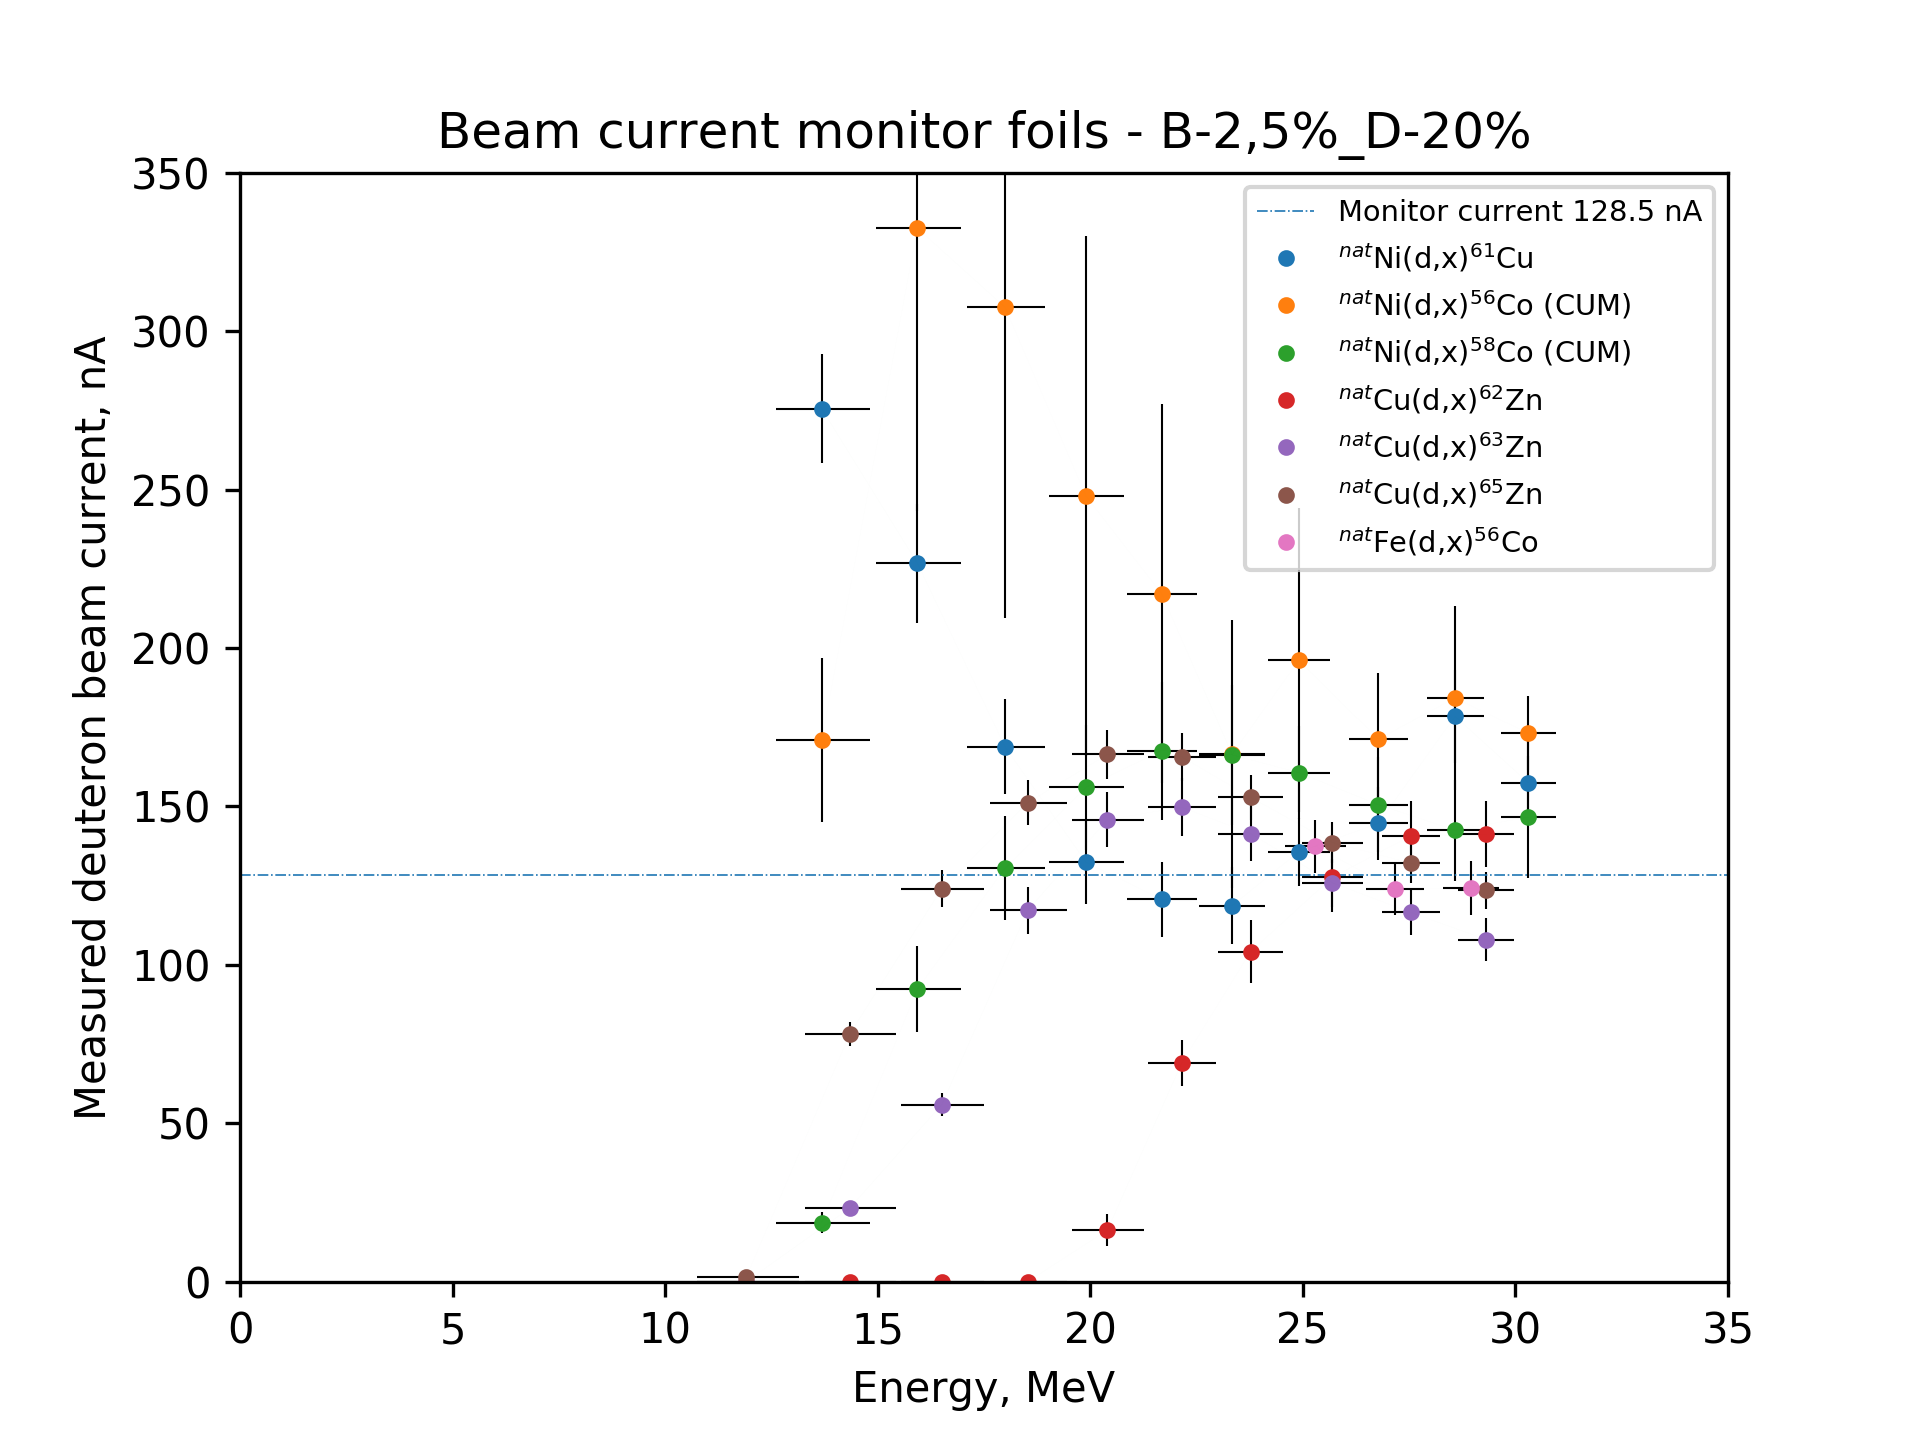 Beam current monitor foils - B-2,5%_D-20%
Measured deuteron beam current, nA
350
300
250
200
150
100
50
0
Monitor current 128.5 nA
natNi(d,x)61Cu
natNi(d,x)56Co (CUM)
natNi(d,x)58Co (CUM)
natCu(d,x)62Zn
natCu(d,x)63Zn
natCu(d,x)65Zn
natFe(d,x)56Co
0 5 10 15 20 25 30 35
Energy, MeV